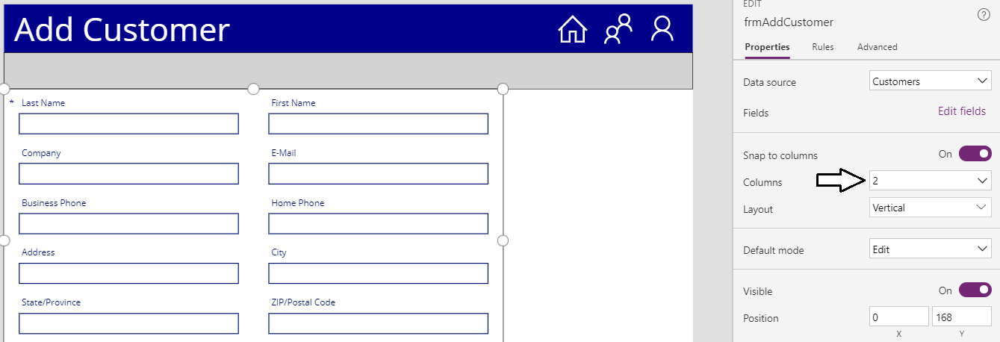 Add Customer
* Last Name
First Name
Company
E-Mail
Business Phone
Home Phone
Address
City
State/Province
ZIP/Postal Code
EDIT
frmAddCustomer
?
Properties Rules Advanced
Data source Customers
Fields Edit fields
Snap to columns On
Columns 2
Layout Vertical
Default mode Edit
Visible On
Position 0 168
X Y